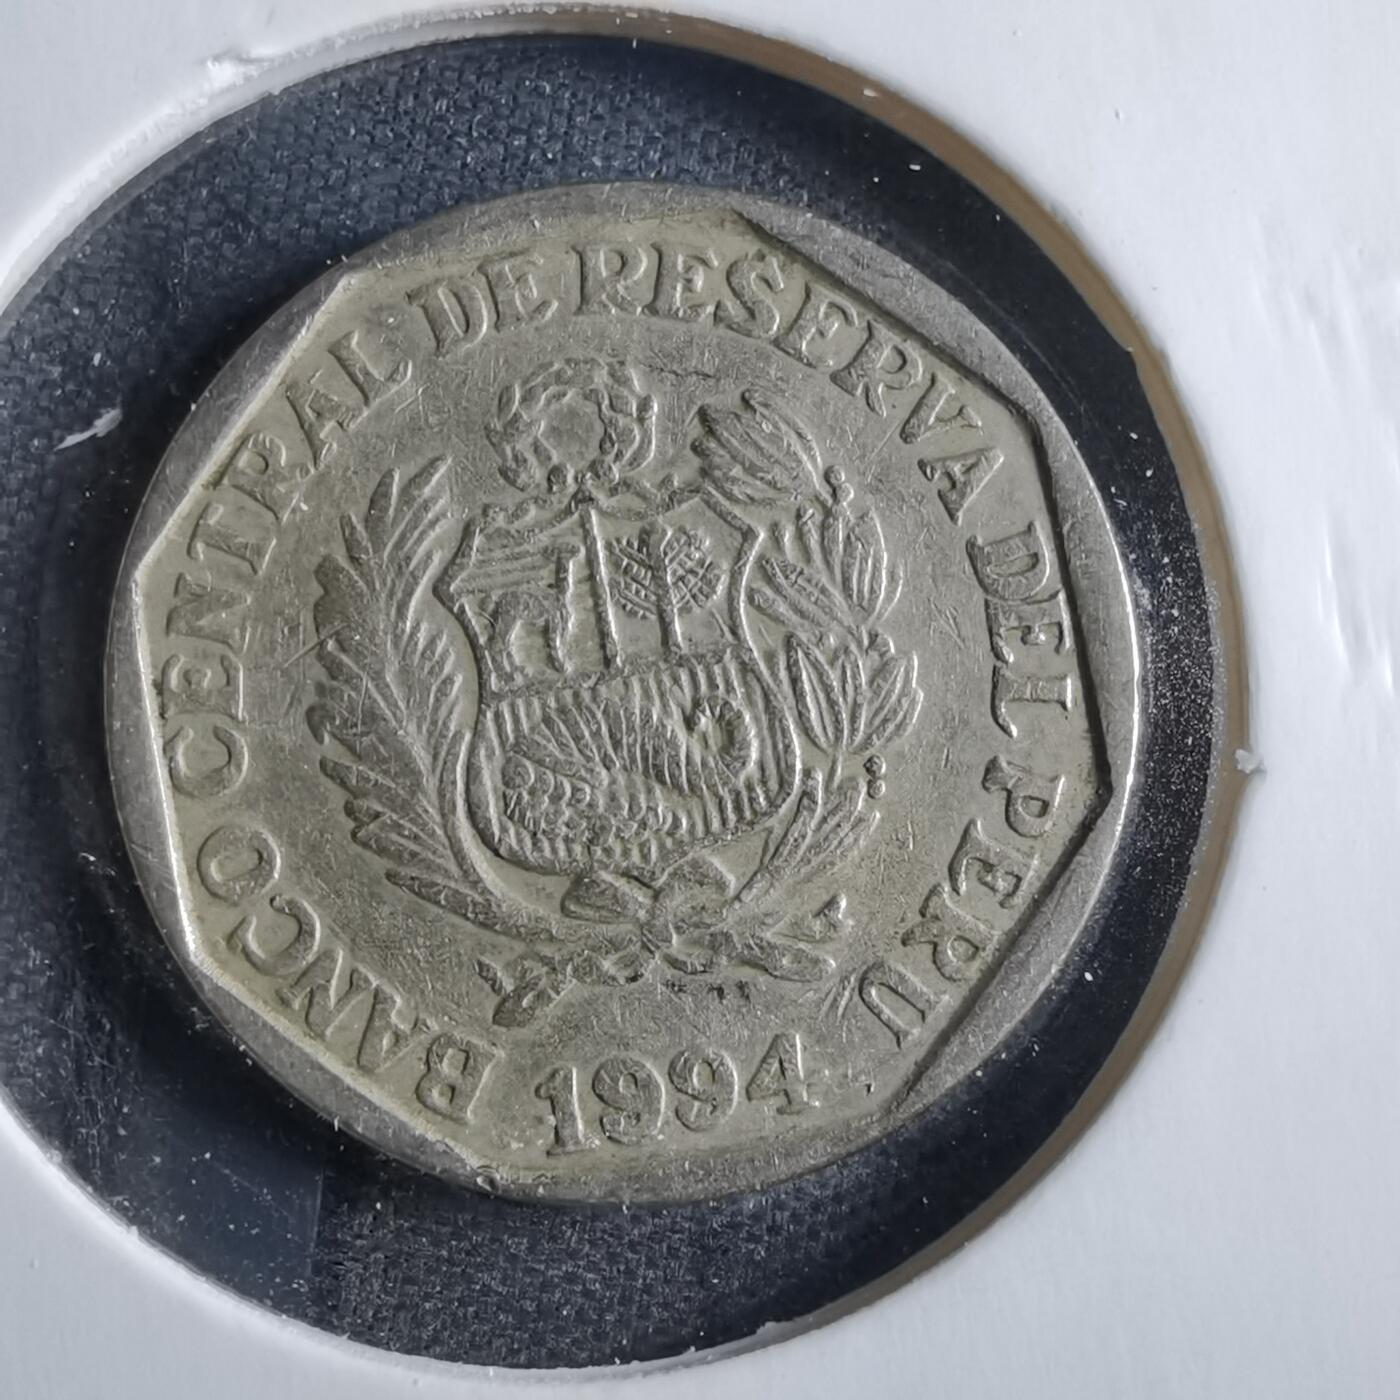 BANCO CENTRAL DE RESERVA DEL PERU
1994